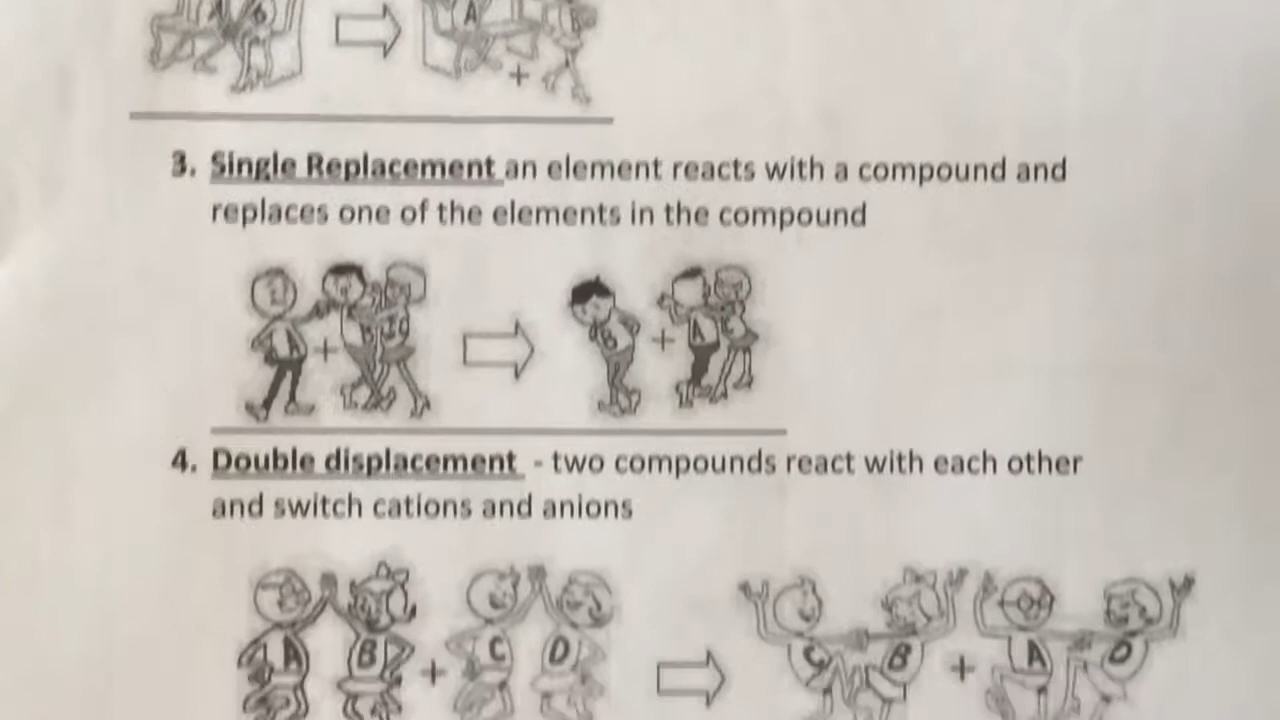 A B A B
+
3. Single Replacement an element reacts with a compound and
replaces one of the elements in the compound
A + B C B + A C
4. Double displacement - two compounds react with each other
and switch cations and anions
A B + C D C B + A D